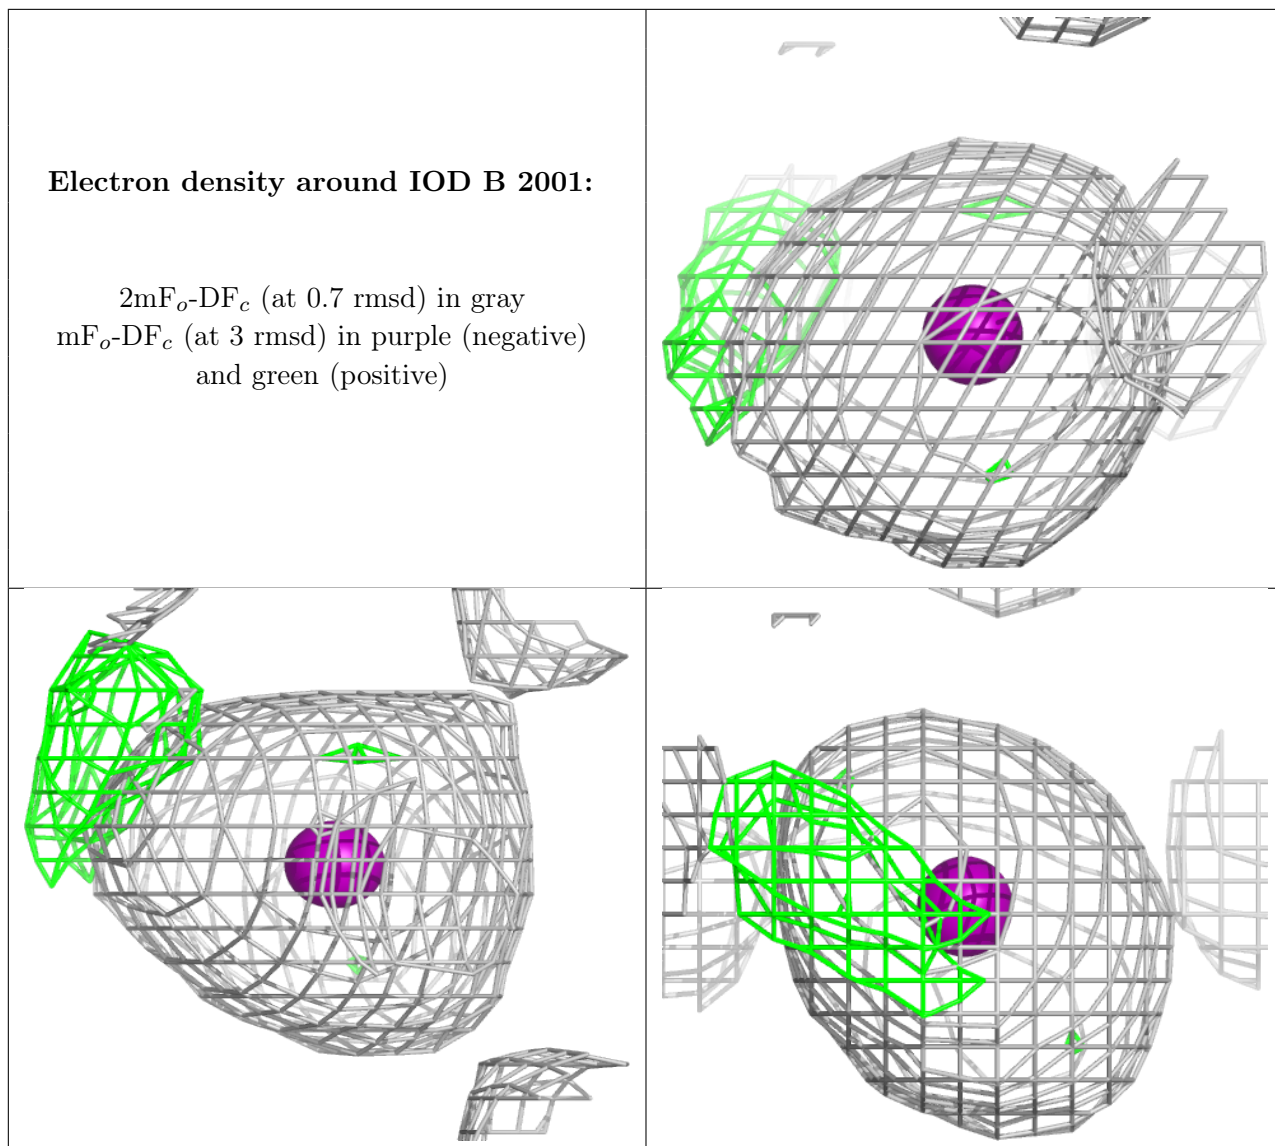 Electron density around IOD B 2001:
2mFo-DFc (at 0.7 rmsd) in gray
mFo-DFc (at 3 rmsd) in purple (negative)
and green (positive)